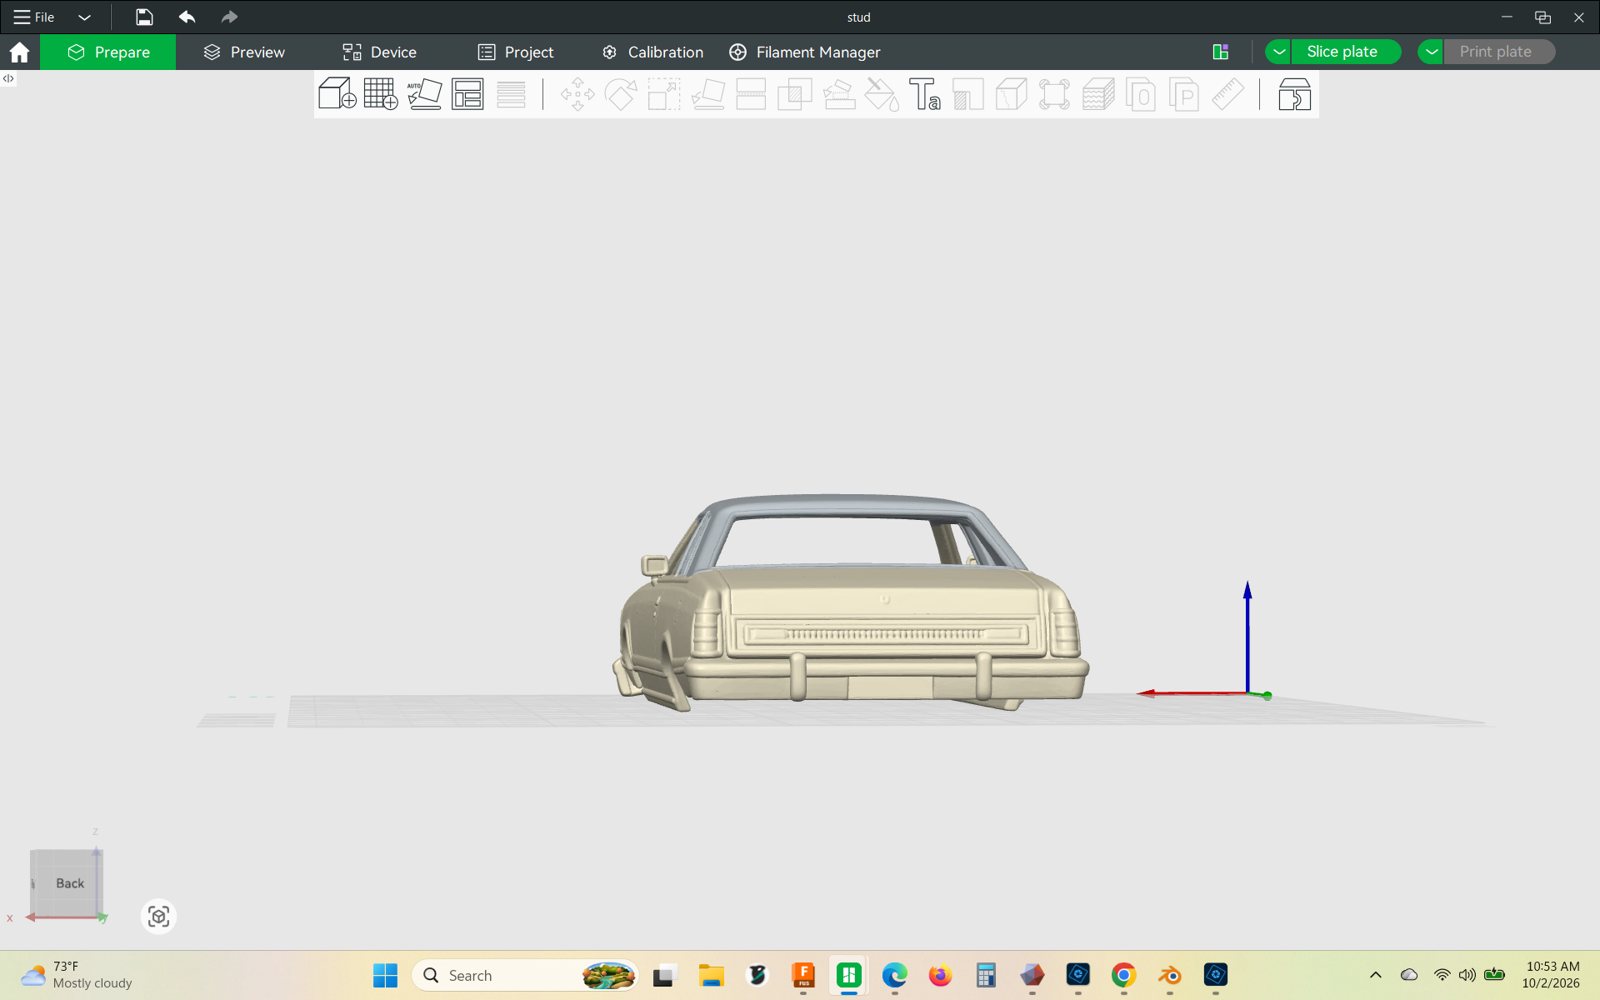 File
stud
Prepare
Preview
Device
Project
Calibration
Filament Manager
Slice plate
Print plate
AUTO
Ta
O
P
z
Back
x
y
73°F
Mostly cloudy
Search
F
10:53 AM
10/2/2026